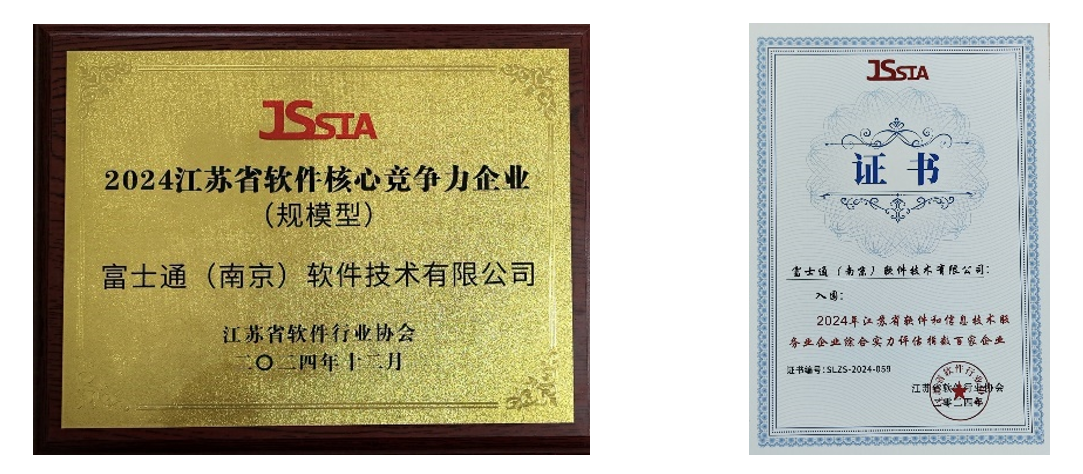 JSSIA
2024江苏省软件核心竞争力企业
（规模型）
富士通（南京）软件技术有限公司
江苏省软件行业协会
二〇二四年十二月
JSSIA
证书
富士通（南京）软件技术有限公司：
入围：
2024年江苏省软件和信息技术服
务业企业综合实力评估指数百家企业
证书编号：SLZS-2024-059
江苏省软件行业协会
二零二四年